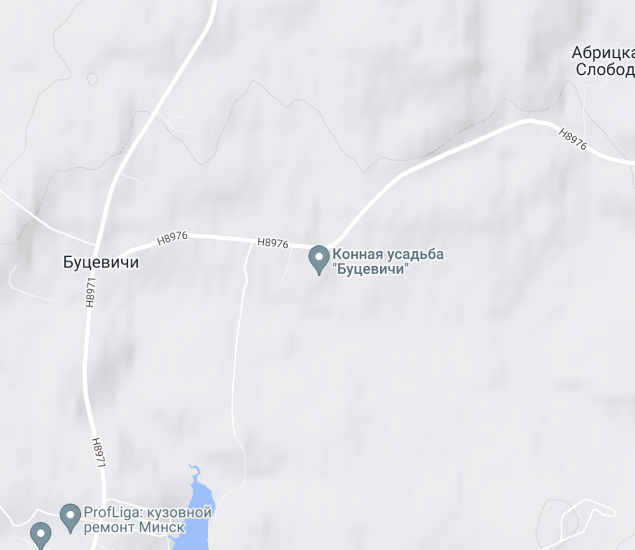 Абрицка
Слобод
H8976
H8976
H8976
Конная усадьба
"Буцевичи"
Буцевичи
H8971
H8971
ProfLiga: кузовной
ремонт Минск